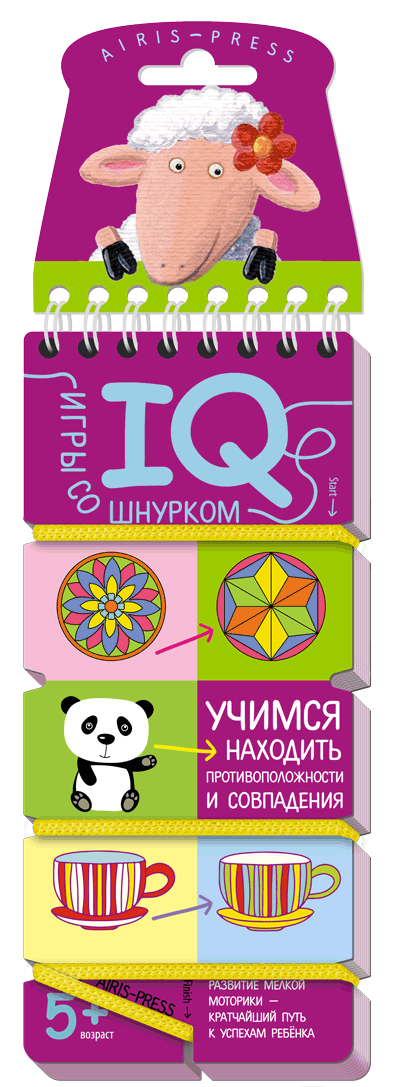 AIRIS-PRESS
ИГРЫ СО
IQ
ШНУРКОМ
Start →
УЧИМСЯ
НАХОДИТЬ
ПРОТИВОПОЛОЖНОСТИ
И СОВПАДЕНИЯ
AIRIS-PRESS
Finish →
5+
возраст
РАЗВИТИЕ МЕЛКОЙ
МОТОРИКИ —
КРАТЧАЙШИЙ ПУТЬ
К УСПЕХАМ РЕБЁНКА